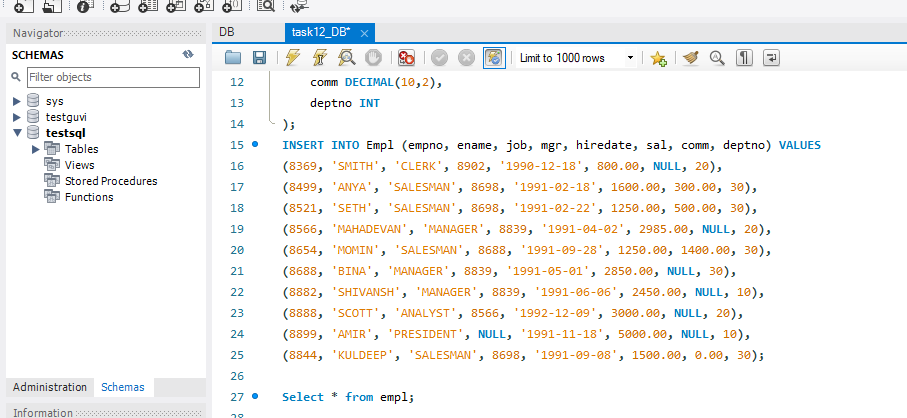 Navigator
DB
task12_DB*
SCHEMAS
Limit to 1000 rows
Filter objects
sys
testguvi
testsql
Tables
Views
Stored Procedures
Functions
12 comm DECIMAL(10,2),
13 deptno INT
14 );
15 INSERT INTO Empl (empno, ename, job, mgr, hiredate, sal, comm, deptno) VALUES
16 (8369, 'SMITH', 'CLERK', 8902, '1990-12-18', 800.00, NULL, 20),
17 (8499, 'ANYA', 'SALESMAN', 8698, '1991-02-18', 1600.00, 300.00, 30),
18 (8521, 'SETH', 'SALESMAN', 8698, '1991-02-22', 1250.00, 500.00, 30),
19 (8566, 'MAHADEVAN', 'MANAGER', 8839, '1991-04-02', 2985.00, NULL, 20),
20 (8654, 'MOMIN', 'SALESMAN', 8688, '1991-09-28', 1250.00, 1400.00, 30),
21 (8688, 'BINA', 'MANAGER', 8839, '1991-05-01', 2850.00, NULL, 30),
22 (8882, 'SHIVANSH', 'MANAGER', 8839, '1991-06-06', 2450.00, NULL, 10),
23 (8888, 'SCOTT', 'ANALYST', 8566, '1992-12-09', 3000.00, NULL, 20),
24 (8899, 'AMIR', 'PRESIDENT', NULL, '1991-11-18', 5000.00, NULL, 10),
25 (8844, 'KULDEEP', 'SALESMAN', 8698, '1991-09-08', 1500.00, 0.00, 30);
26
27 Select * from empl;
Administration
Schemas
Information